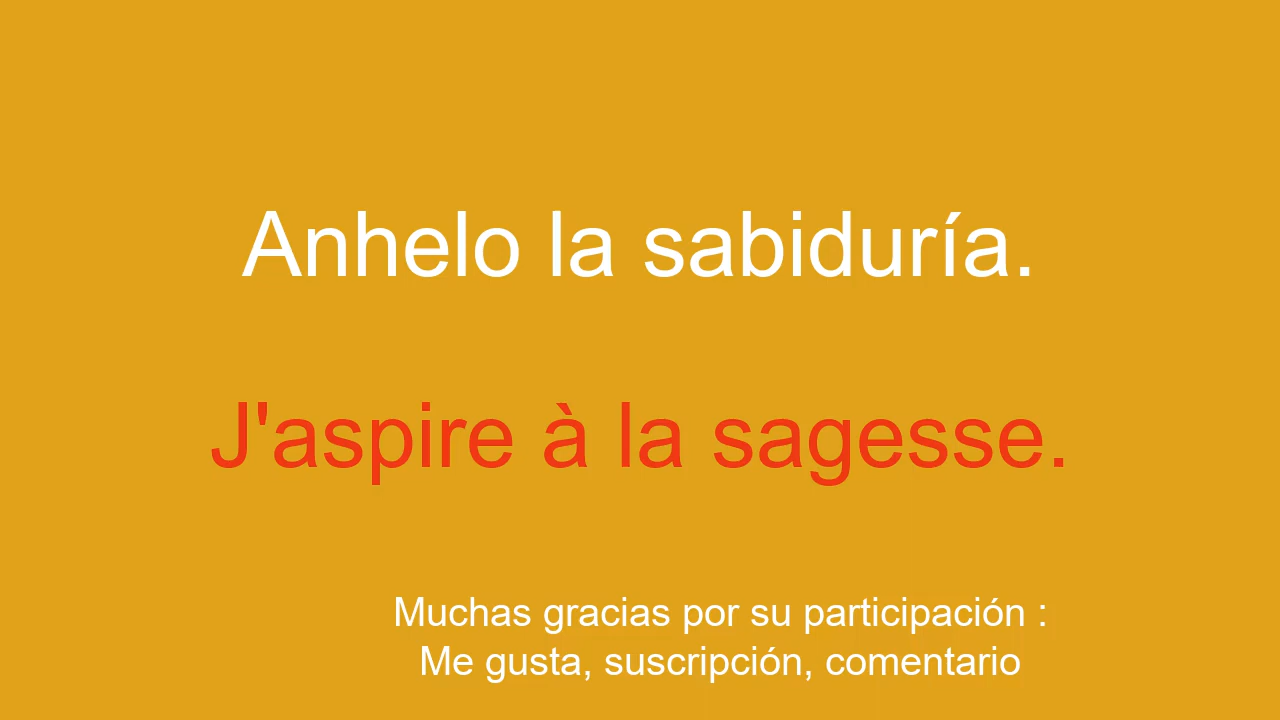 Anhelo la sabiduría.
J'aspire à la sagesse.
Muchas gracias por su participación :
Me gusta, suscripción, comentario